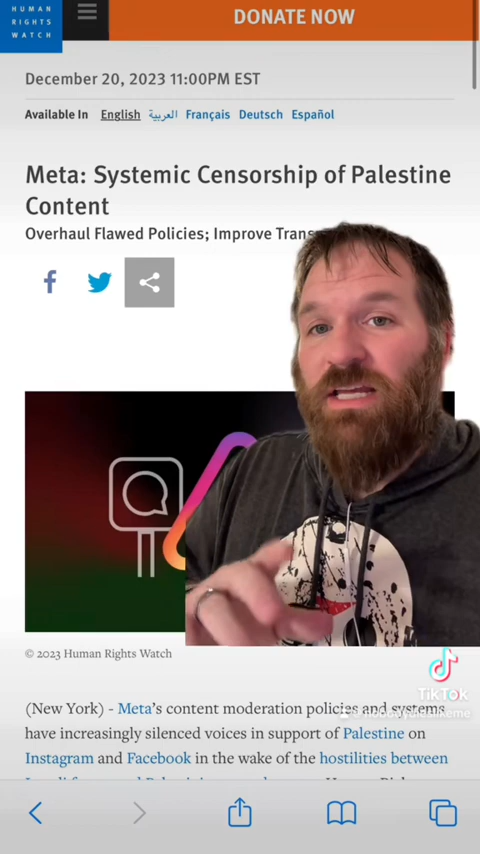 HUMAN
RIGHTS
WATCH
DONATE NOW
December 20, 2023 11:00PM EST
Available In English العربية Français Deutsch Español
Meta: Systemic Censorship of Palestine
Content
Overhaul Flawed Policies; Improve
© 2023 Human Rights Watch
TikTok
(New York) - Meta’s content moderation policies and systems
have increasingly silenced voices in support of Palestine on
Instagram and Facebook in the wake of the hostilities between